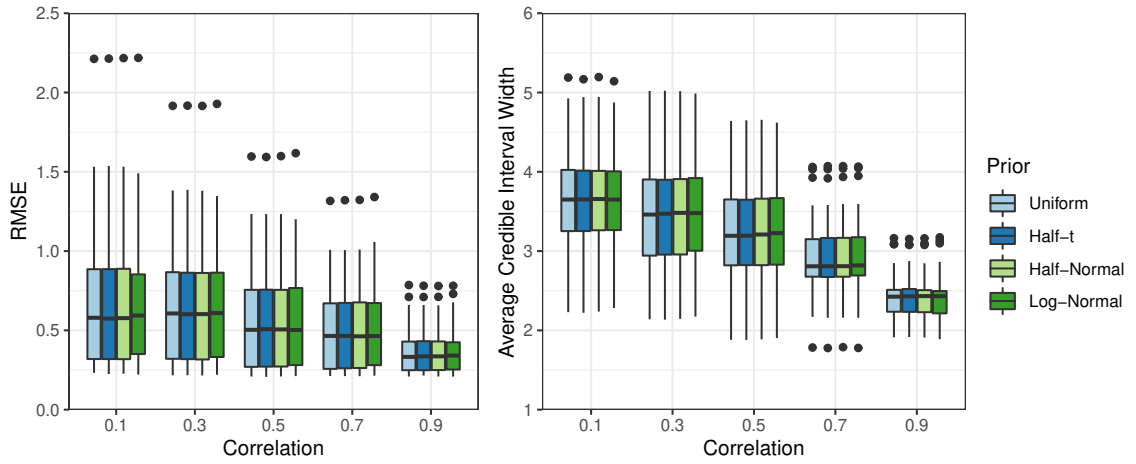 RMSE
2.5
2.0
1.5
1.0
0.5
0.0
0.1 0.3 0.5 0.7 0.9
Correlation
Average Credible Interval Width
6
5
4
3
2
1
0.1 0.3 0.5 0.7 0.9
Correlation
Prior
Uniform
Half−t
Half−Normal
Log−Normal